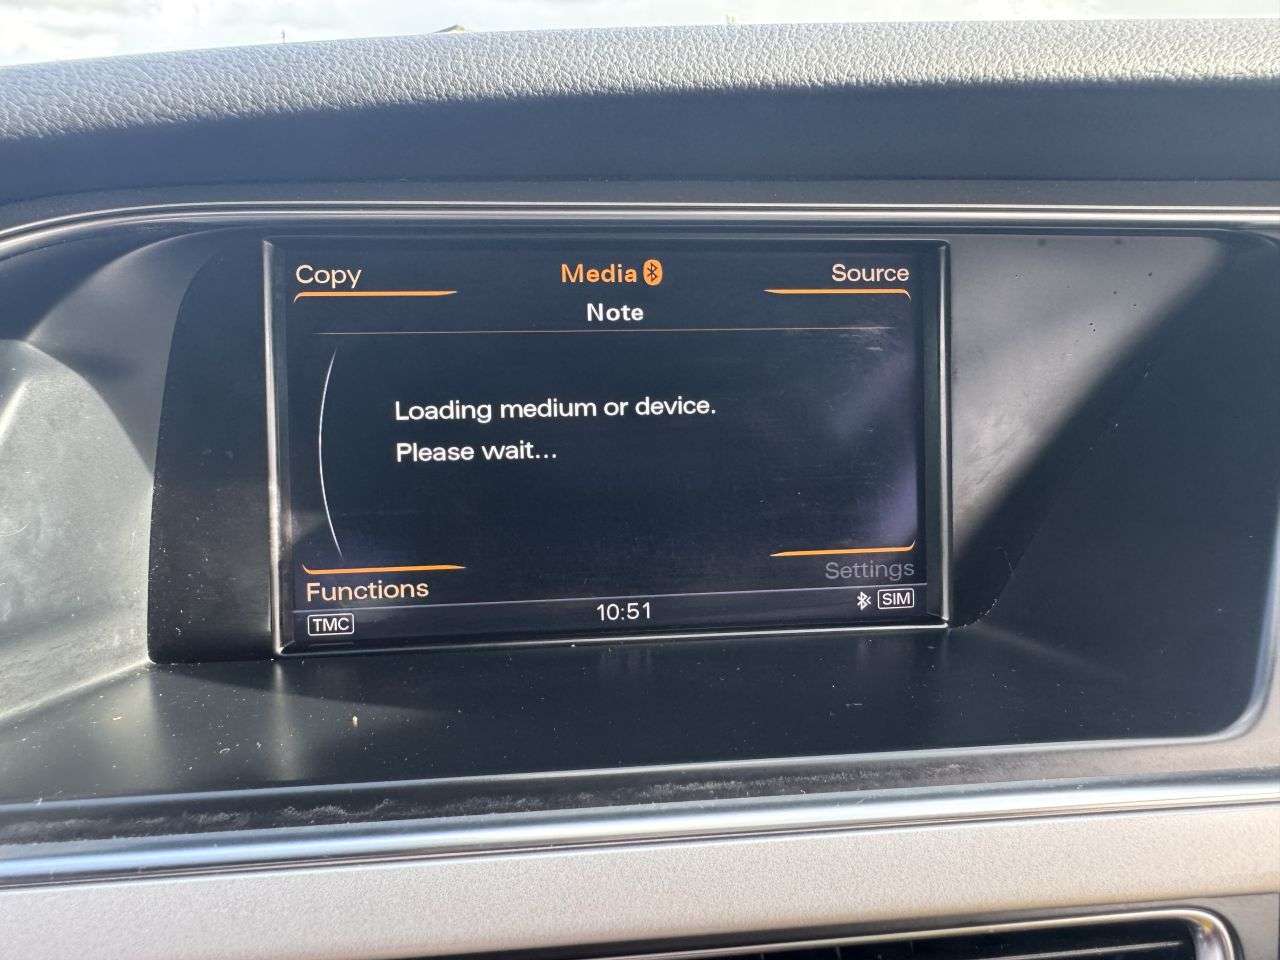 Copy
Media
Source
Note
Loading medium or device.
Please wait...
Functions
Settings
TMC
10:51
SIM